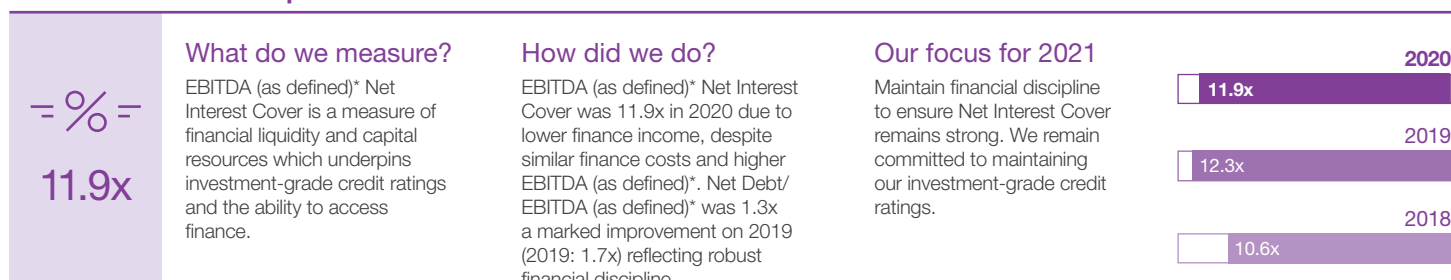 = % =
11.9x
What do we measure?
EBITDA (as defined)* Net
Interest Cover is a measure of
financial liquidity and capital
resources which underpins
investment-grade credit ratings
and the ability to access
finance.
How did we do?
EBITDA (as defined)* Net Interest
Cover was 11.9x in 2020 due to
lower finance income, despite
similar finance costs and higher
EBITDA (as defined)*. Net Debt/
EBITDA (as defined)* was 1.3x
a marked improvement on 2019
(2019: 1.7x) reflecting robust
financial discipline
Our focus for 2021
Maintain financial discipline
to ensure Net Interest Cover
remains strong. We remain
committed to maintaining
our investment-grade credit
ratings.
2020
11.9x
2019
12.3x
2018
10.6x